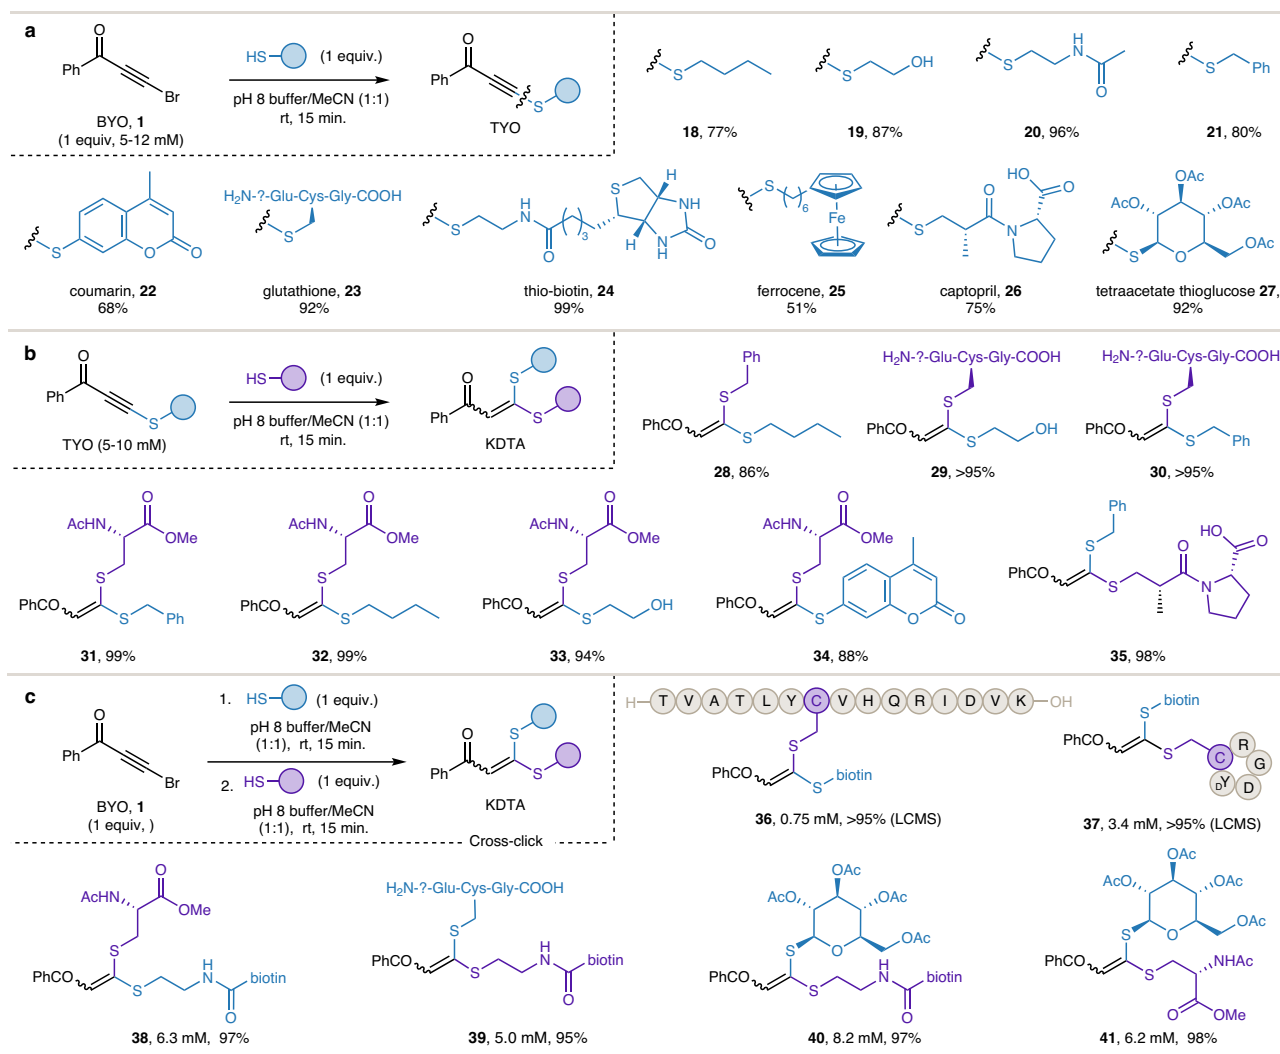 a
O
Ph
Br
BYO, 1
(1 equiv, 5-12 mM)
HS
(1 equiv.)
pH 8 buffer/MeCN (1:1)
rt, 15 min.
O
Ph
S
TYO
S
18, 77%
S
OH
19, 87%
S
H
N
O
20, 96%
S
Ph
21, 80%
S
O
O
coumarin, 22
68%
H₂N-?-Glu-Cys-Gly-COOH
S
glutathione, 23
92%
S
H
N
O
3
S
H
H
NH
N
H
O
thio-biotin, 24
99%
S
6
Fe
ferrocene, 25
51%
S
O
N
HO
O
captopril, 26
75%
OAc
AcO
OAc
S
O
OAc
tetraacetate thioglucose 27,
92%
b
O
Ph
S
TYO (5-10 mM)
HS
(1 equiv.)
pH 8 buffer/MeCN (1:1)
rt, 15 min.
O
Ph
S
S
KDTA
Ph
S
PhCO
S
28, 86%
H₂N-?-Glu-Cys-Gly-COOH
S
PhCO
S
OH
29, >95%
H₂N-?-Glu-Cys-Gly-COOH
S
PhCO
S
Ph
30, >95%
O
AcHN
OMe
S
PhCO
S
Ph
31, 99%
O
AcHN
OMe
S
PhCO
S
32, 99%
O
AcHN
OMe
S
PhCO
S
OH
33, 94%
O
AcHN
OMe
S
PhCO
S
O
O
34, 88%
Ph
S
PhCO
S
O
N
HO
O
35, 98%
c
O
Ph
Br
BYO, 1
(1 equiv, )
1. HS
(1 equiv.)
pH 8 buffer/MeCN
(1:1), rt, 15 min.
2. HS
(1 equiv.)
pH 8 buffer/MeCN
(1:1), rt, 15 min.
O
Ph
S
S
KDTA
Cross-click
H T V A T L Y C V H Q R I D V K OH
S
PhCO
S
biotin
36, 0.75 mM, >95% (LCMS)
biotin
S
PhCO
S
C
R
G
D
DY
37, 3.4 mM, >95% (LCMS)
O
AcHN
OMe
S
PhCO
S
H
N
O
biotin
38, 6.3 mM, 97%
H₂N-?-Glu-Cys-Gly-COOH
S
PhCO
S
H
N
O
biotin
39, 5.0 mM, 95%
OAc
AcO
OAc
O
OAc
S
PhCO
S
H
N
O
biotin
40, 8.2 mM, 97%
OAc
AcO
OAc
O
OAc
S
PhCO
S
NHAc
O
OMe
41, 6.2 mM, 98%